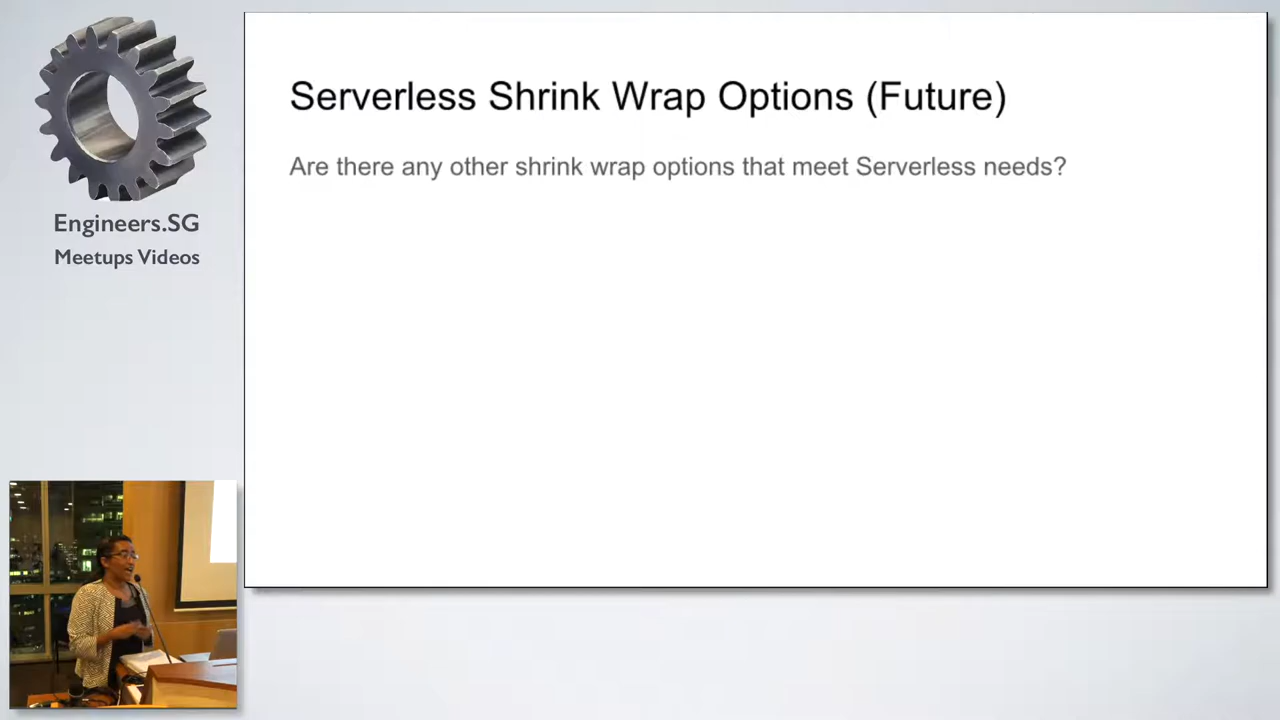 Serverless Shrink Wrap Options (Future)
Are there any other shrink wrap options that meet Serverless needs?
Engineers.SG
Meetups Videos